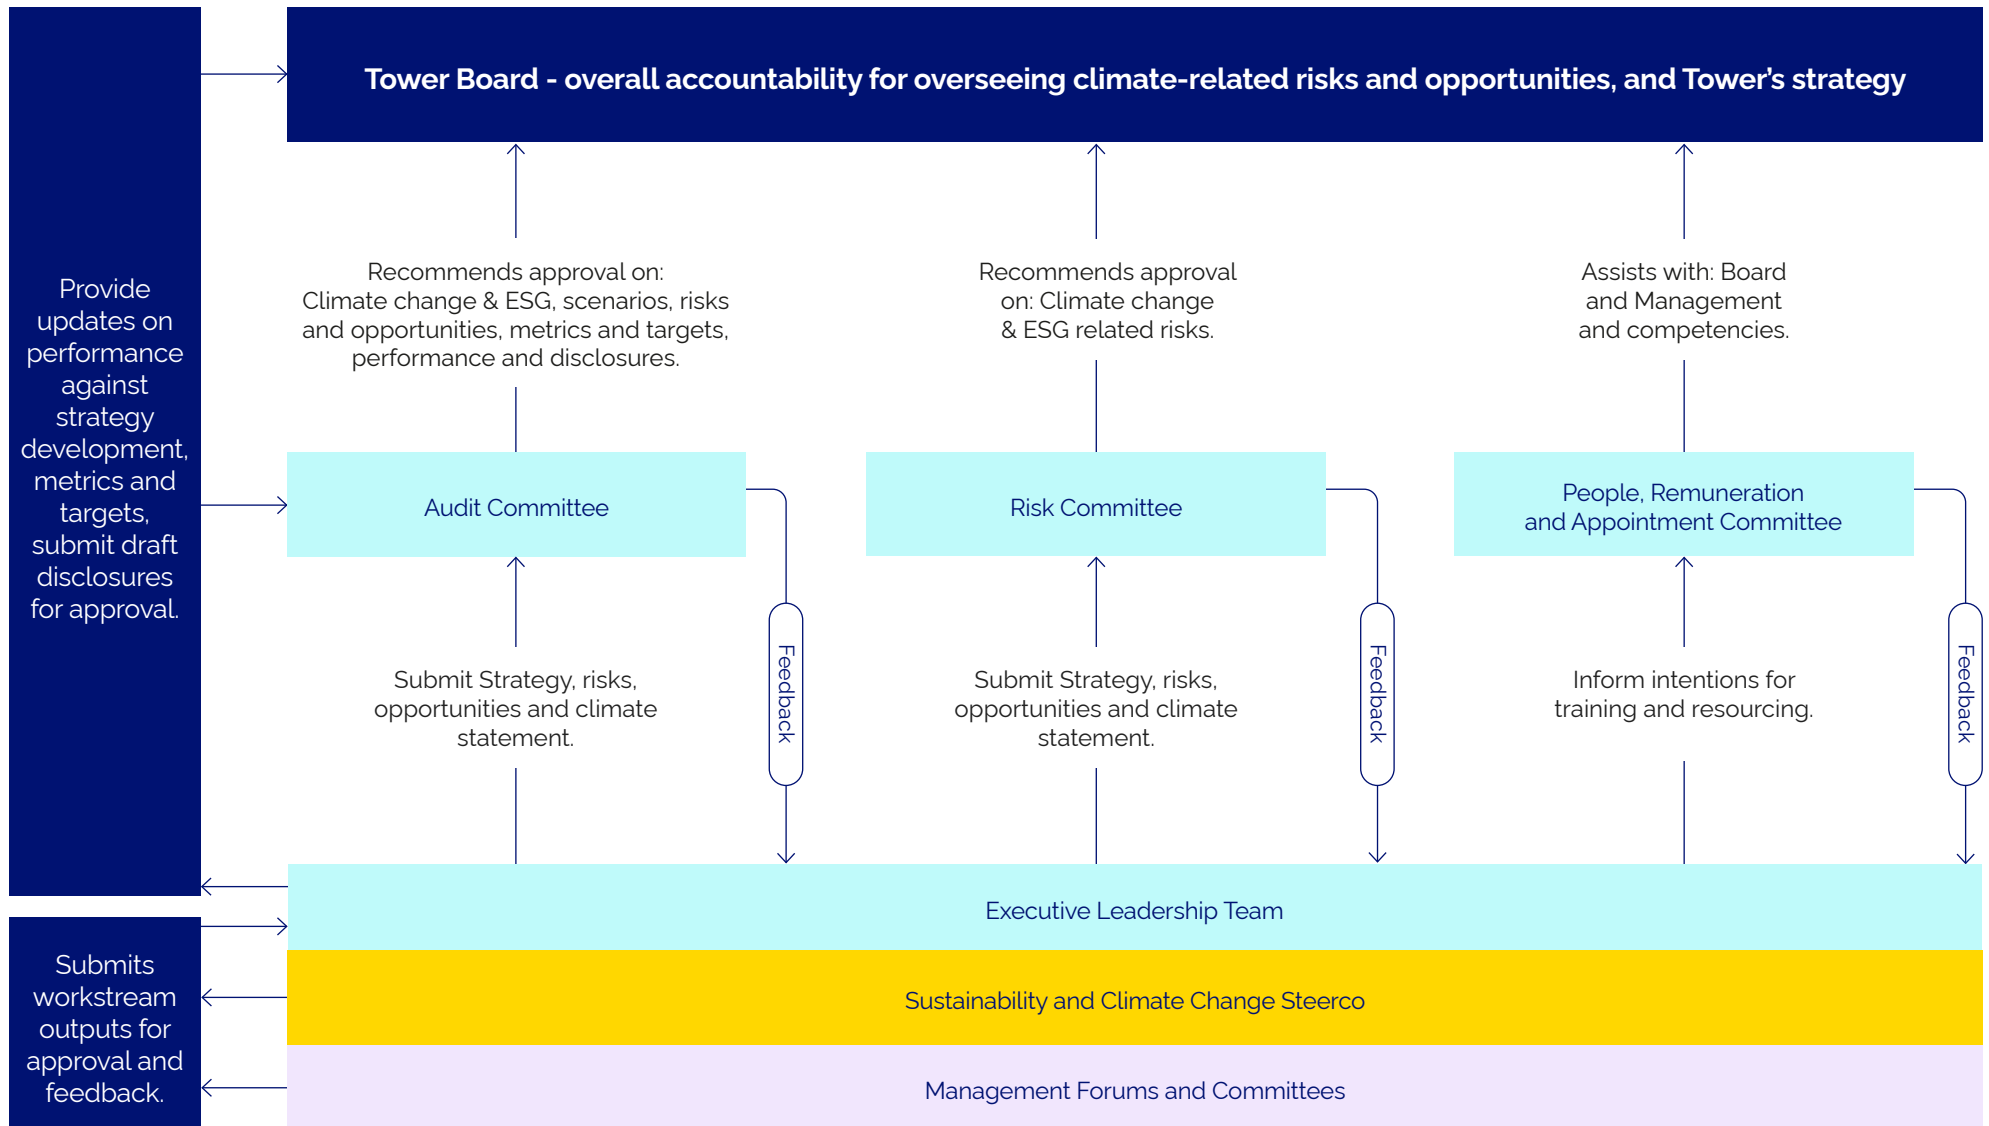 Tower Board - overall accountability for overseeing climate-related risks and opportunities, and Tower’s strategy
Provide
updates on
performance
against
strategy
development,
metrics and
targets,
submit draft
disclosures
for approval.
Recommends approval on:
Climate change & ESG, scenarios, risks
and opportunities, metrics and targets,
performance and disclosures.
Recommends approval
on: Climate change
& ESG related risks.
Assists with: Board
and Management
and competencies.
Audit Committee
Risk Committee
People, Remuneration
and Appointment Committee
Submit Strategy, risks,
opportunities and climate
statement.
Feedback
Submit Strategy, risks,
opportunities and climate
statement.
Feedback
Inform intentions for
training and resourcing.
Feedback
Executive Leadership Team
Submits
workstream
outputs for
approval and
feedback.
Sustainability and Climate Change Steerco
Management Forums and Committees